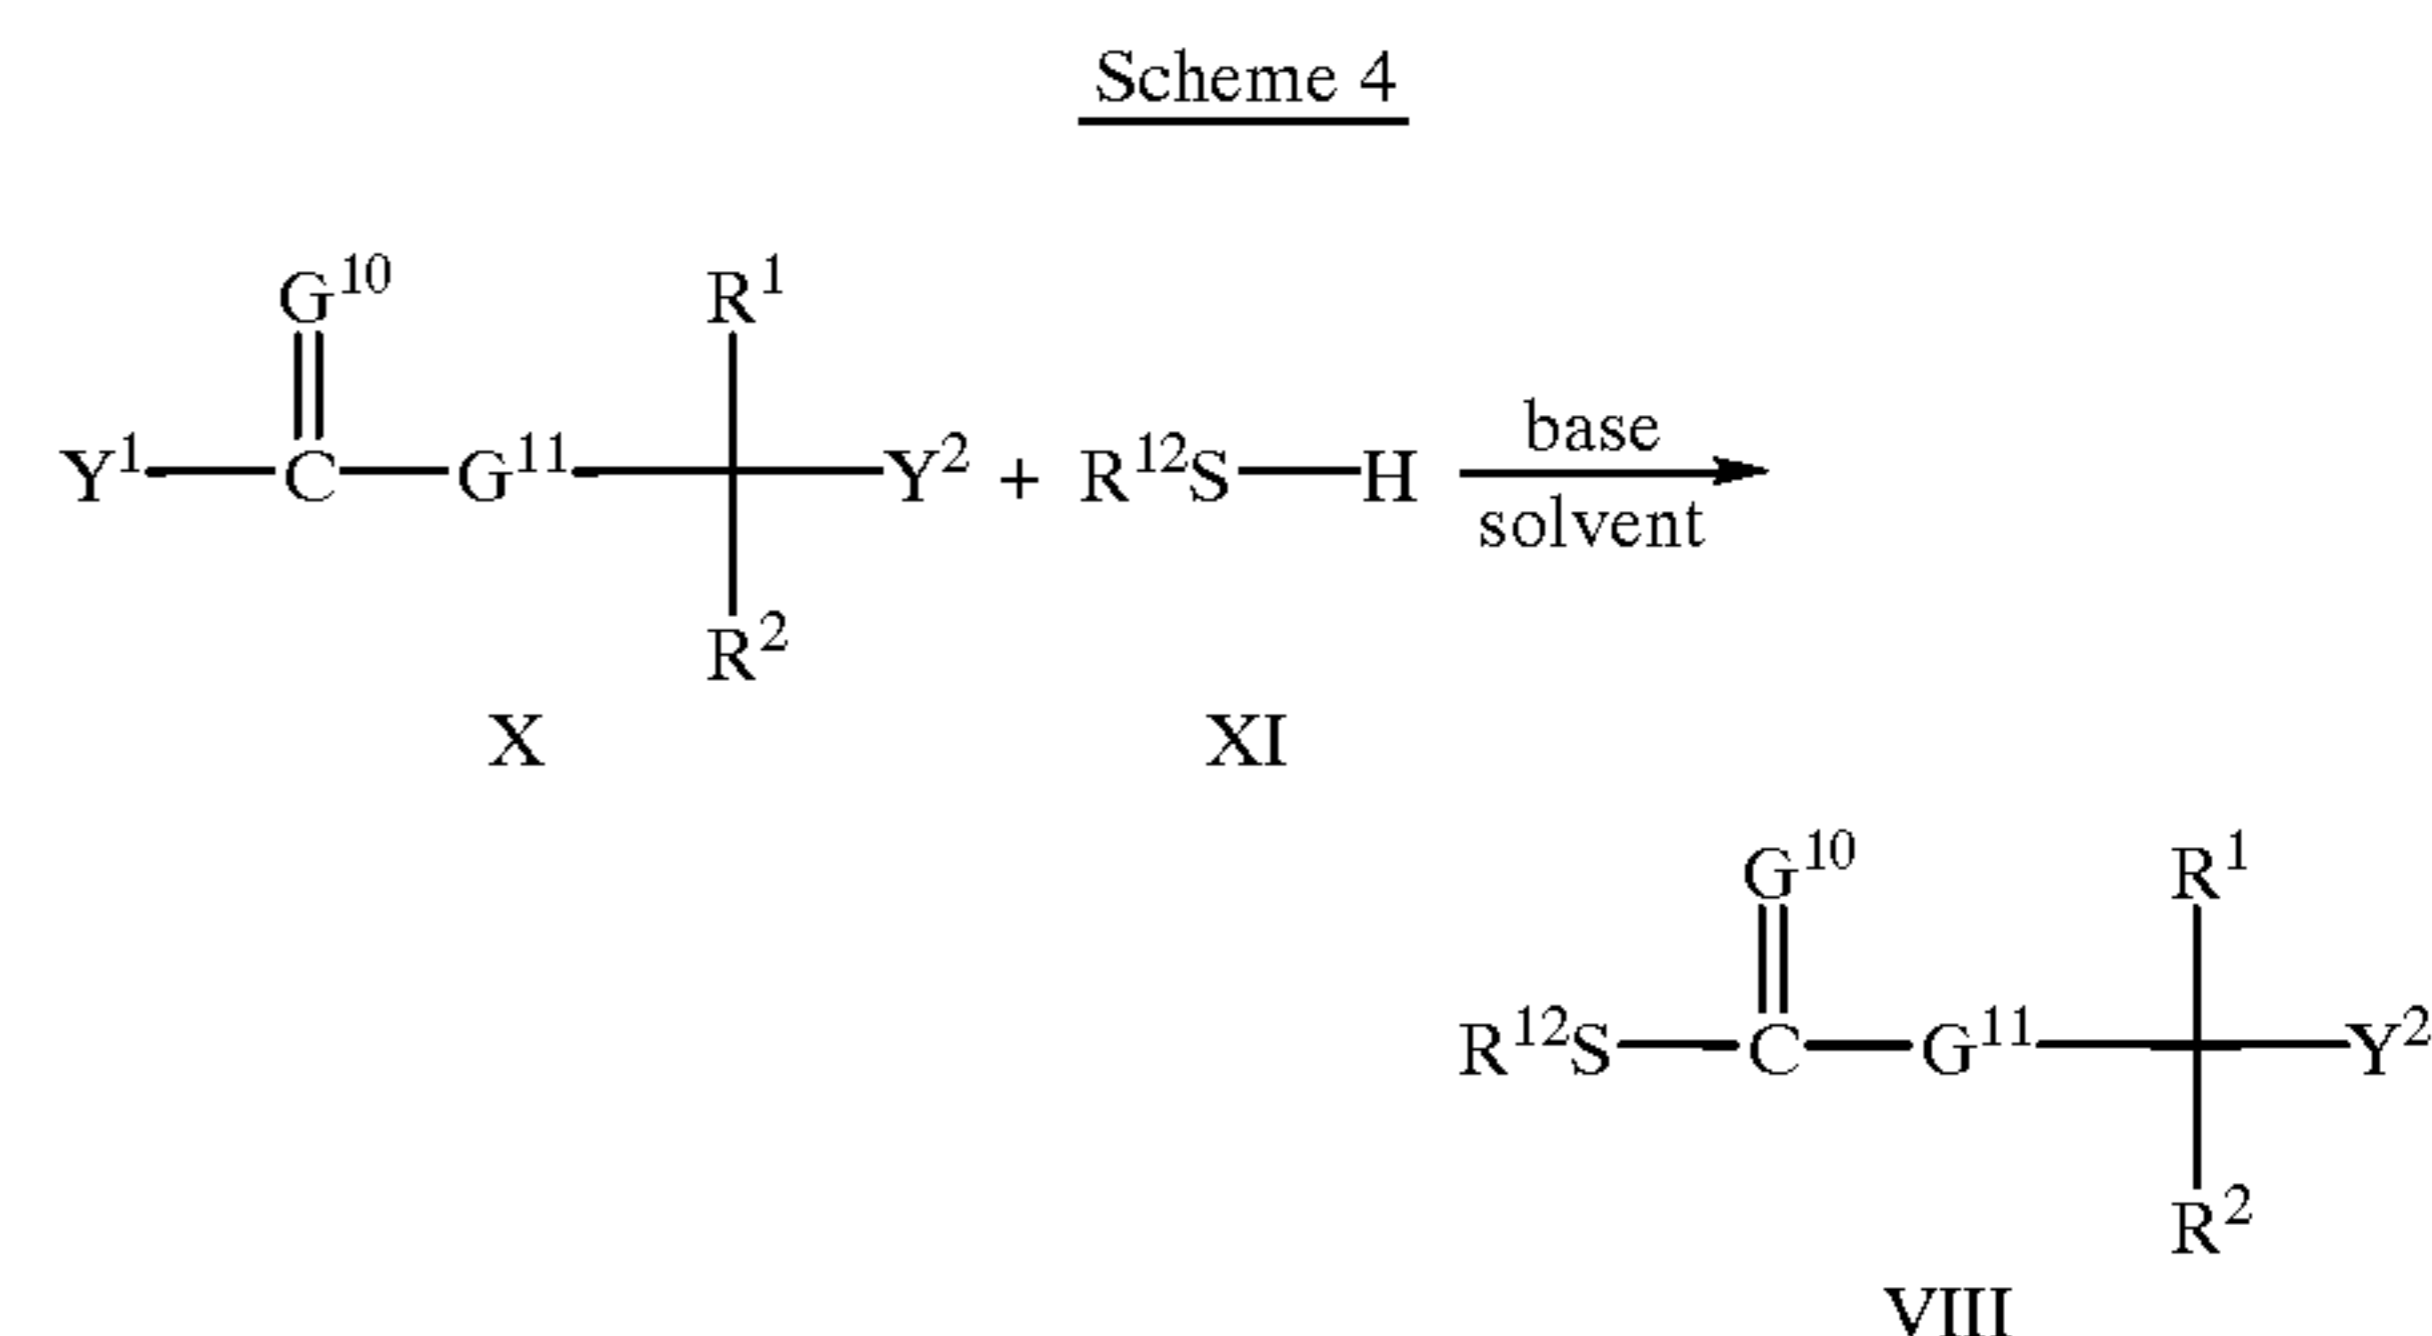 Scheme 4
G¹⁰ R¹
Y¹ C G¹¹ Y² + R¹²S H base
solvent
R²
X XI
G¹⁰ R¹
R¹²S C G¹¹ Y²
R²
VIII